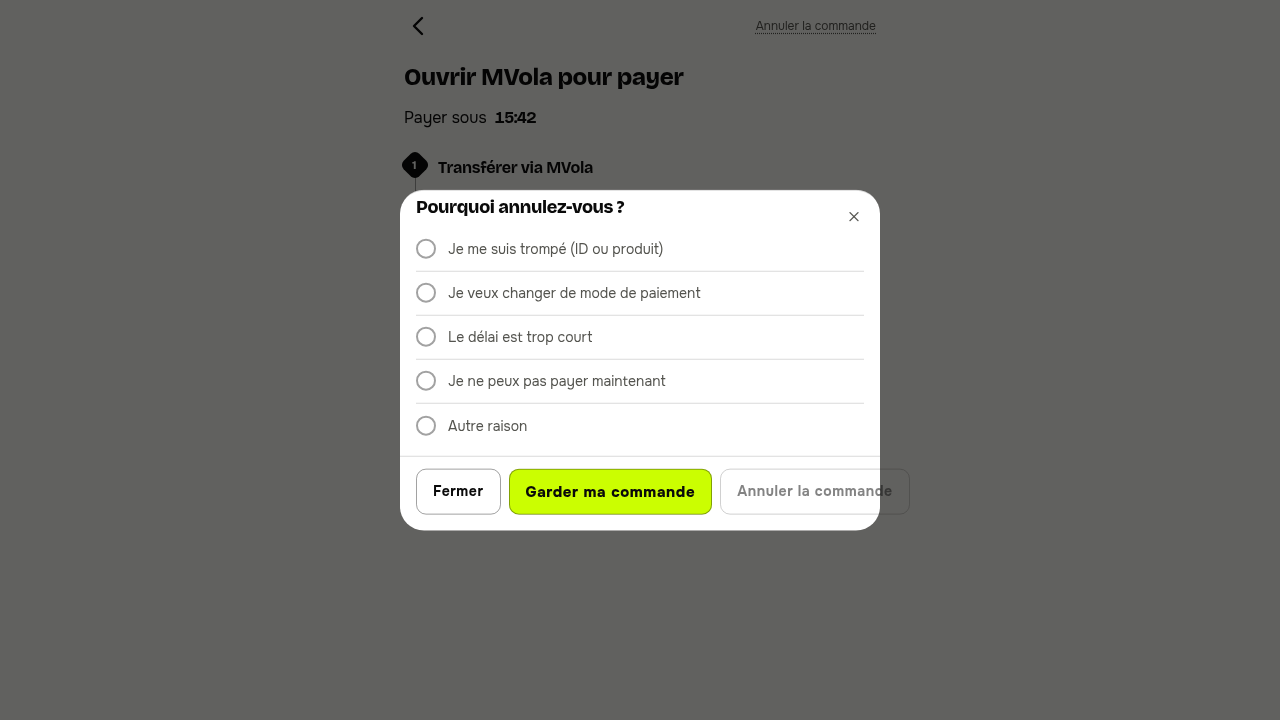 Annuler la commande
Ouvrir MVola pour payer
Payer sous 15:42
1 Transférer via MVola
Pourquoi annulez-vous ?
Je me suis trompé (ID ou produit)
Je veux changer de mode de paiement
Le délai est trop court
Je ne peux pas payer maintenant
Autre raison
Fermer Garder ma commande Annuler la commande